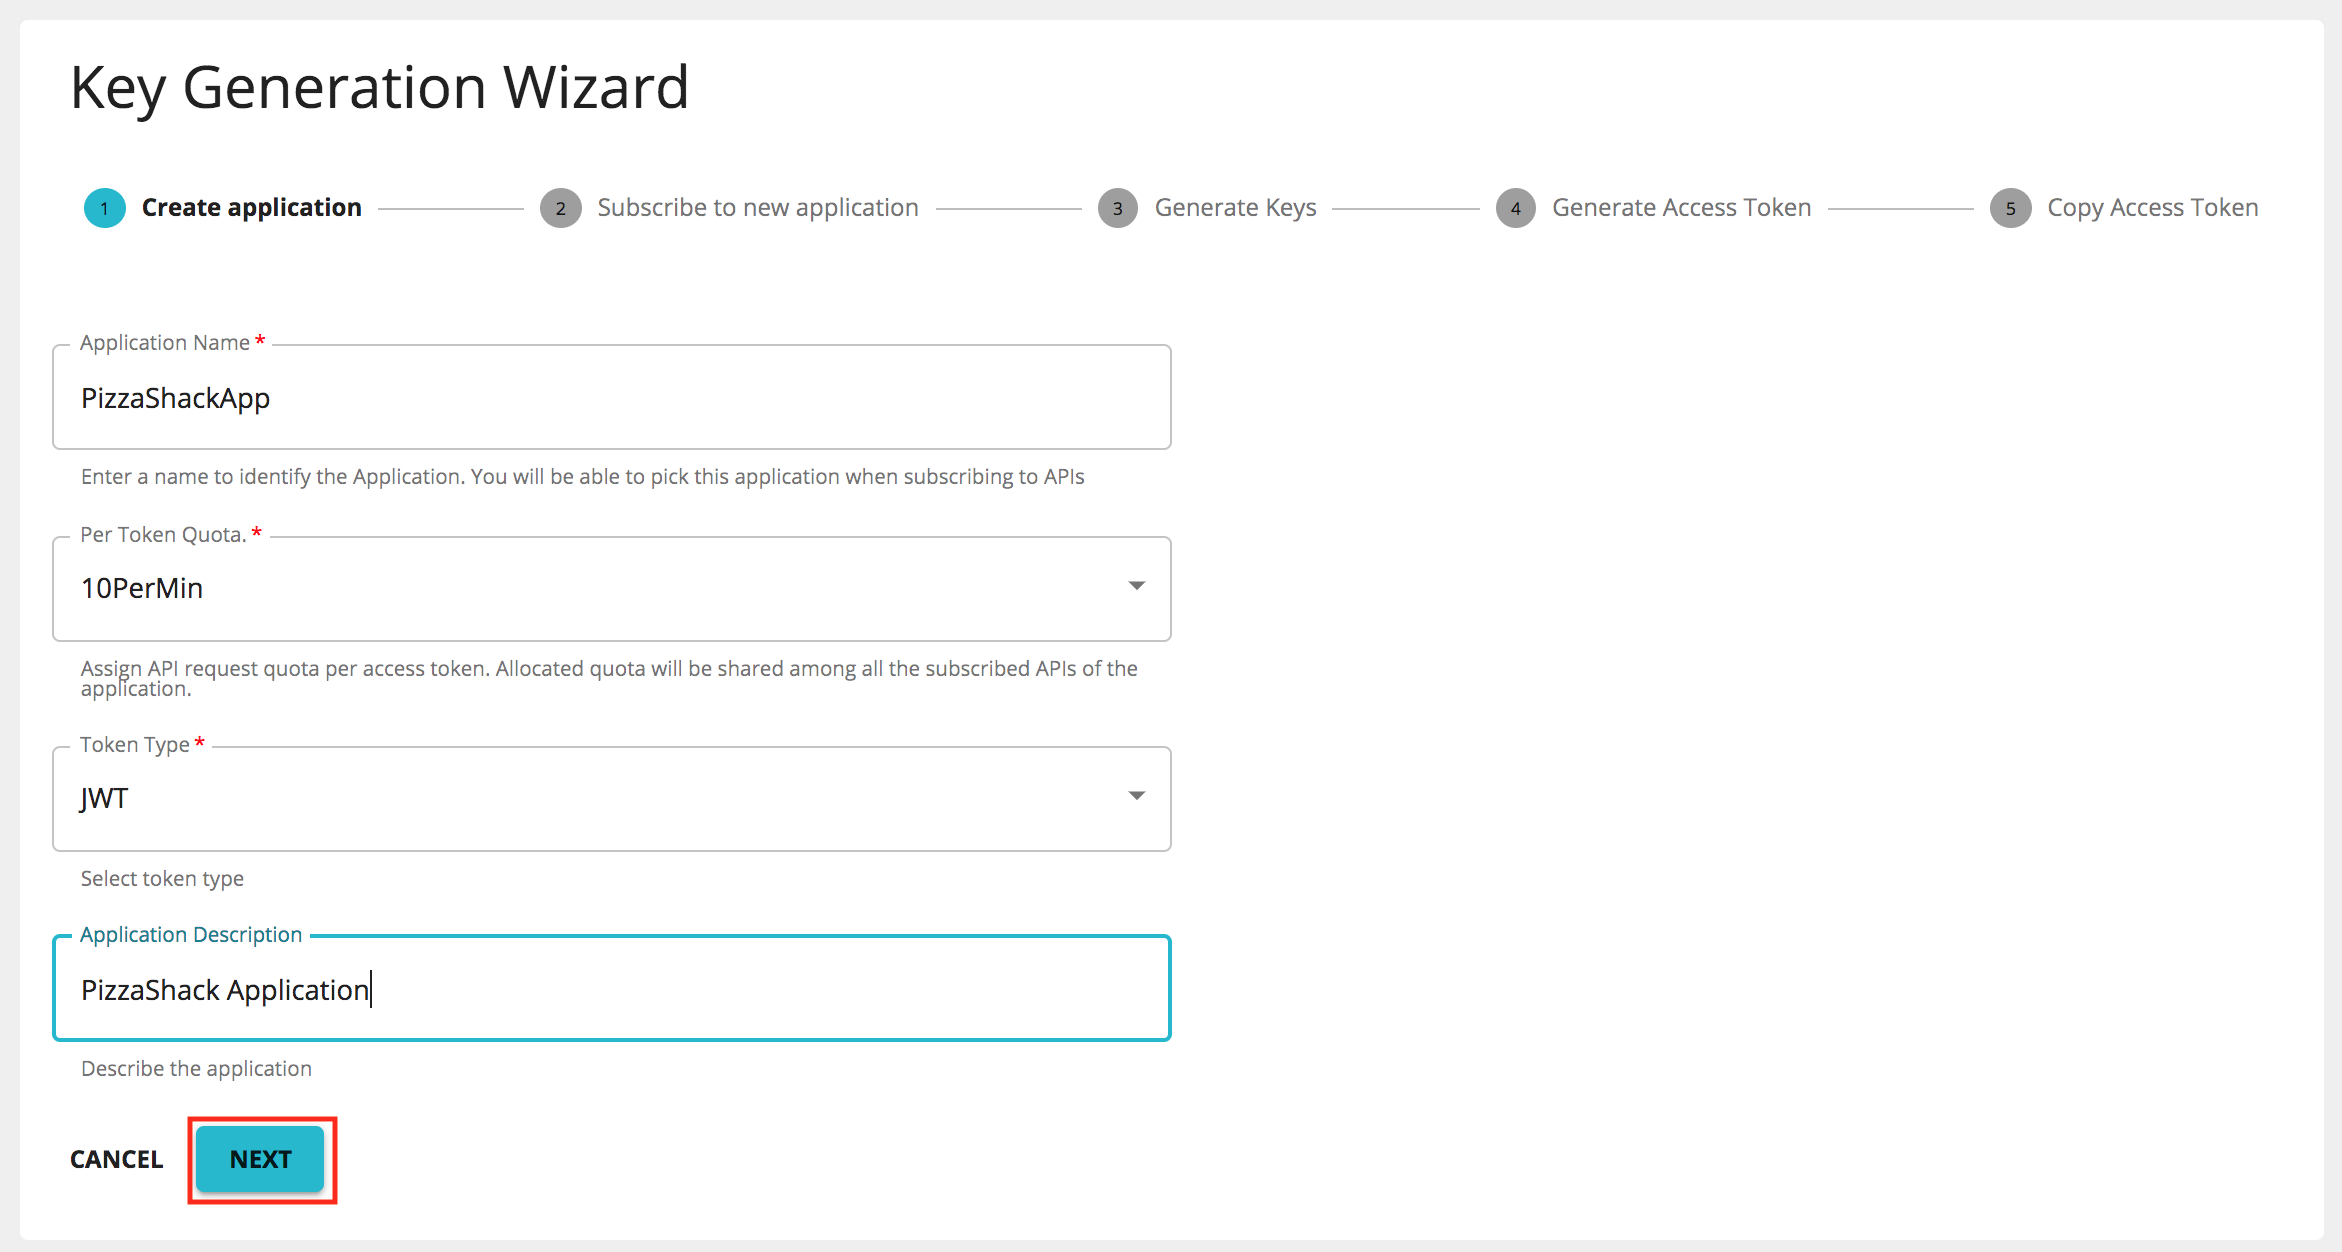 Key Generation Wizard
1 Create application 2 Subscribe to new application 3 Generate Keys 4 Generate Access Token 5 Copy Access Token
Application Name *
PizzaShackApp
Enter a name to identify the Application. You will be able to pick this application when subscribing to APIs
Per Token Quota. *
10PerMin
Assign API request quota per access token. Allocated quota will be shared among all the subscribed APIs of the
application.
Token Type *
JWT
Select token type
Application Description
PizzaShack Application
Describe the application
CANCEL NEXT